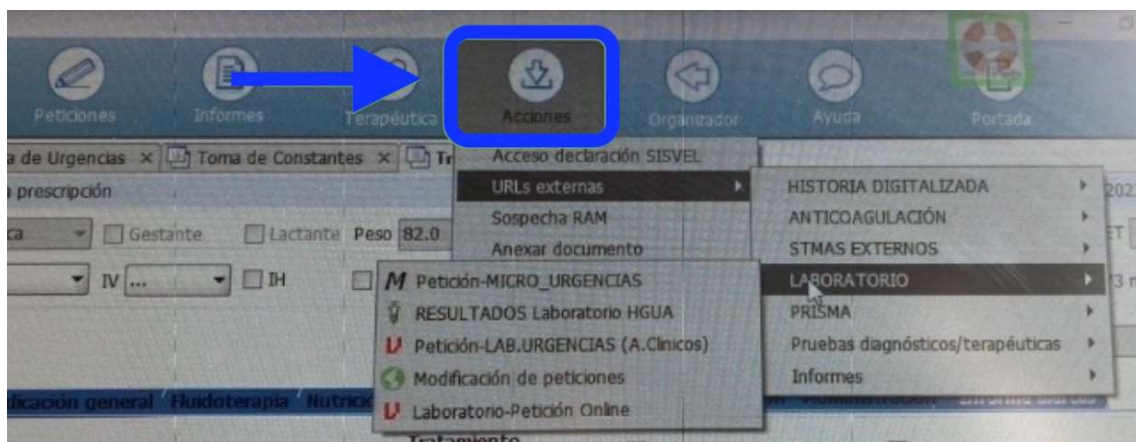 Peticiones Informes Terapéutica Acciones Organizador Ayuda Portada
a de Urgencias × Toma de Constantes × Tr
Acceso declaración SISVEL
prescripción
URLs externas
HISTORIA DIGITALIZADA
Gestante Lactante Peso 82.0
Sospecha RAM
ANTICOAGULACIÓN
Anexar documento
STMAS EXTERNOS
IV ... IH
M Petición-MICRO_URGENCIAS
LABORATORIO
RESULTADOS Laboratorio HGUA
PRISMA
Petición-LAB.URGENCIAS (A.Clinicos)
Pruebas diagnósticos/terapéuticas
Modificación de peticiones
Informes
dicación general Fluidoterapia
Laboratorio-Petición Online
Tratamiento